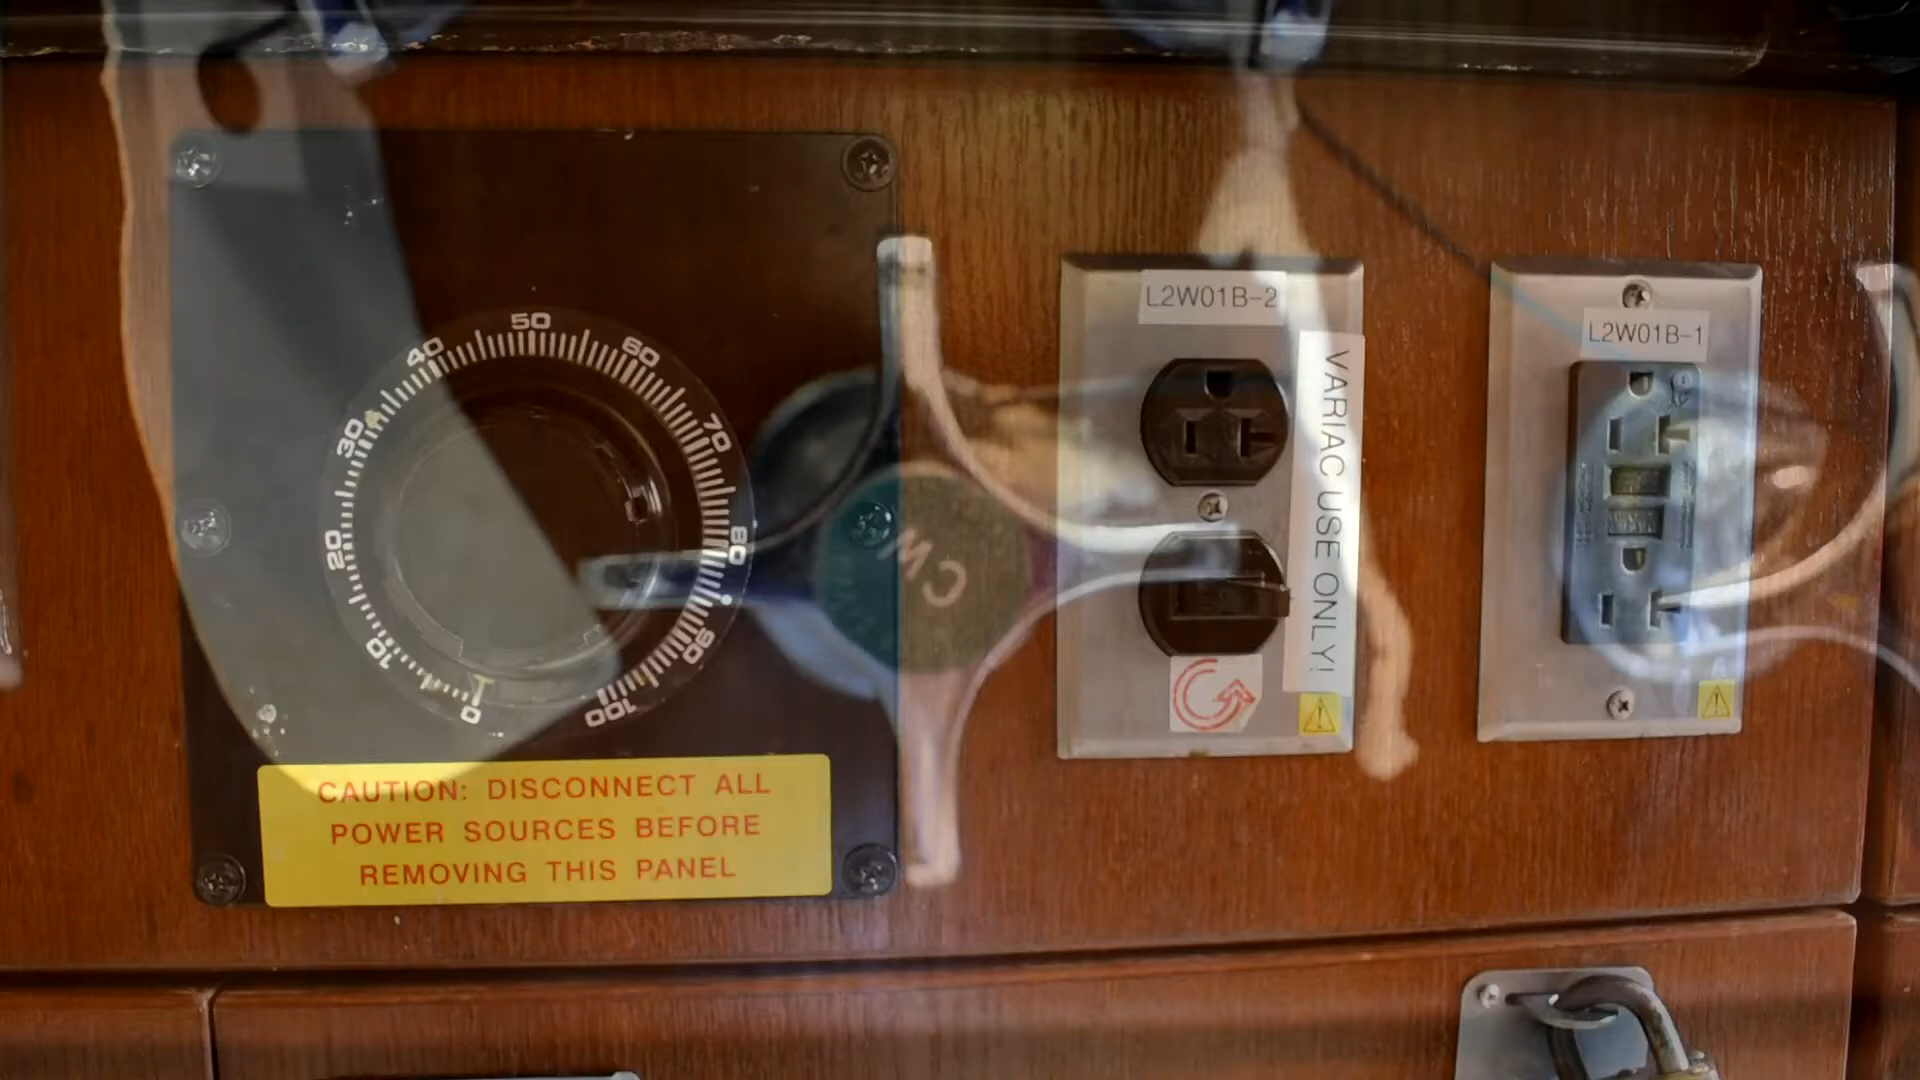 50
40
60
30
70
20
80
10
90
0
100
CAUTION: DISCONNECT ALL
POWER SOURCES BEFORE
REMOVING THIS PANEL
CW
L2W01B-2
VARIAC USE ONLY!
L2W01B-1